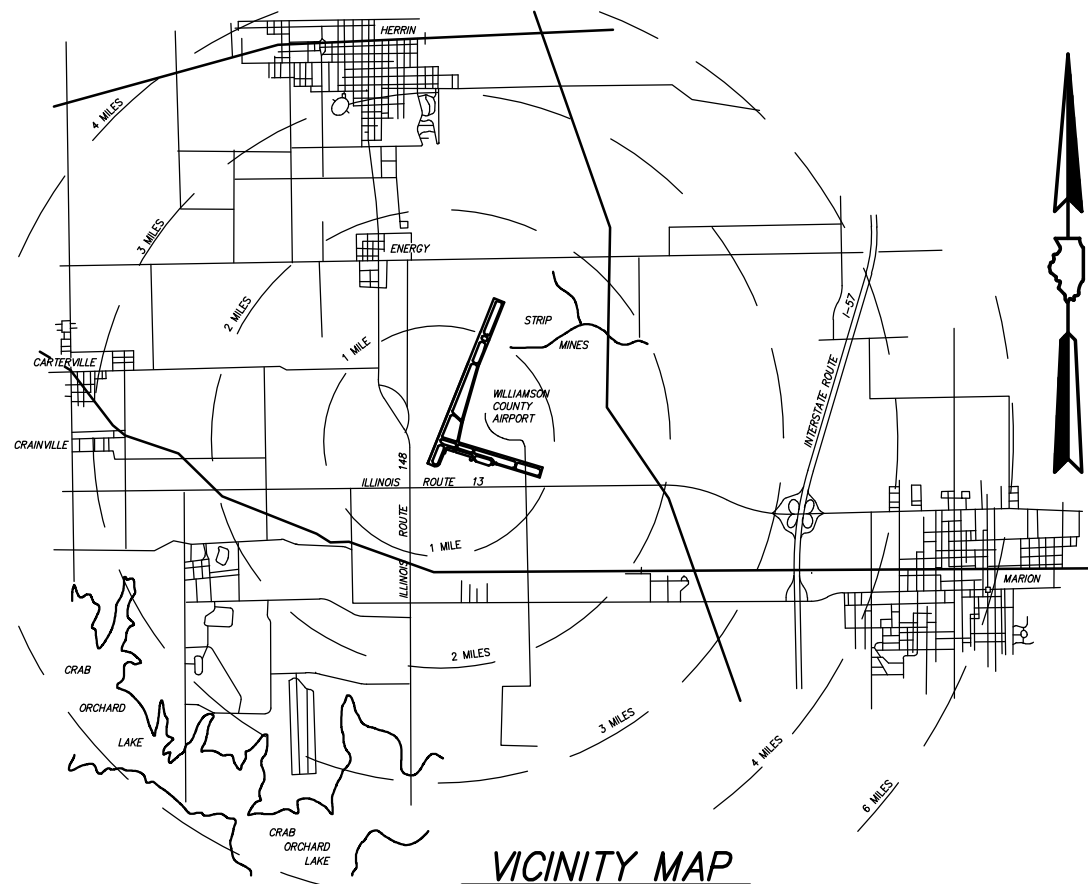 HERRIN
4 MILES
3 MILES
ENERGY
2 MILES
I-57
STRIP
MINES
1 MILE
CARTERVILLE
WILLIAMSON
COUNTY
AIRPORT
INTERSTATE ROUTE
CRAINVILLE
148
ILLINOIS ROUTE 13
ILLINOIS ROUTE
1 MILE
MARION
2 MILES
CRAB
ORCHARD
LAKE
3 MILES
4 MILES
6 MILES
CRAB
ORCHARD
LAKE
VICINITY MAP